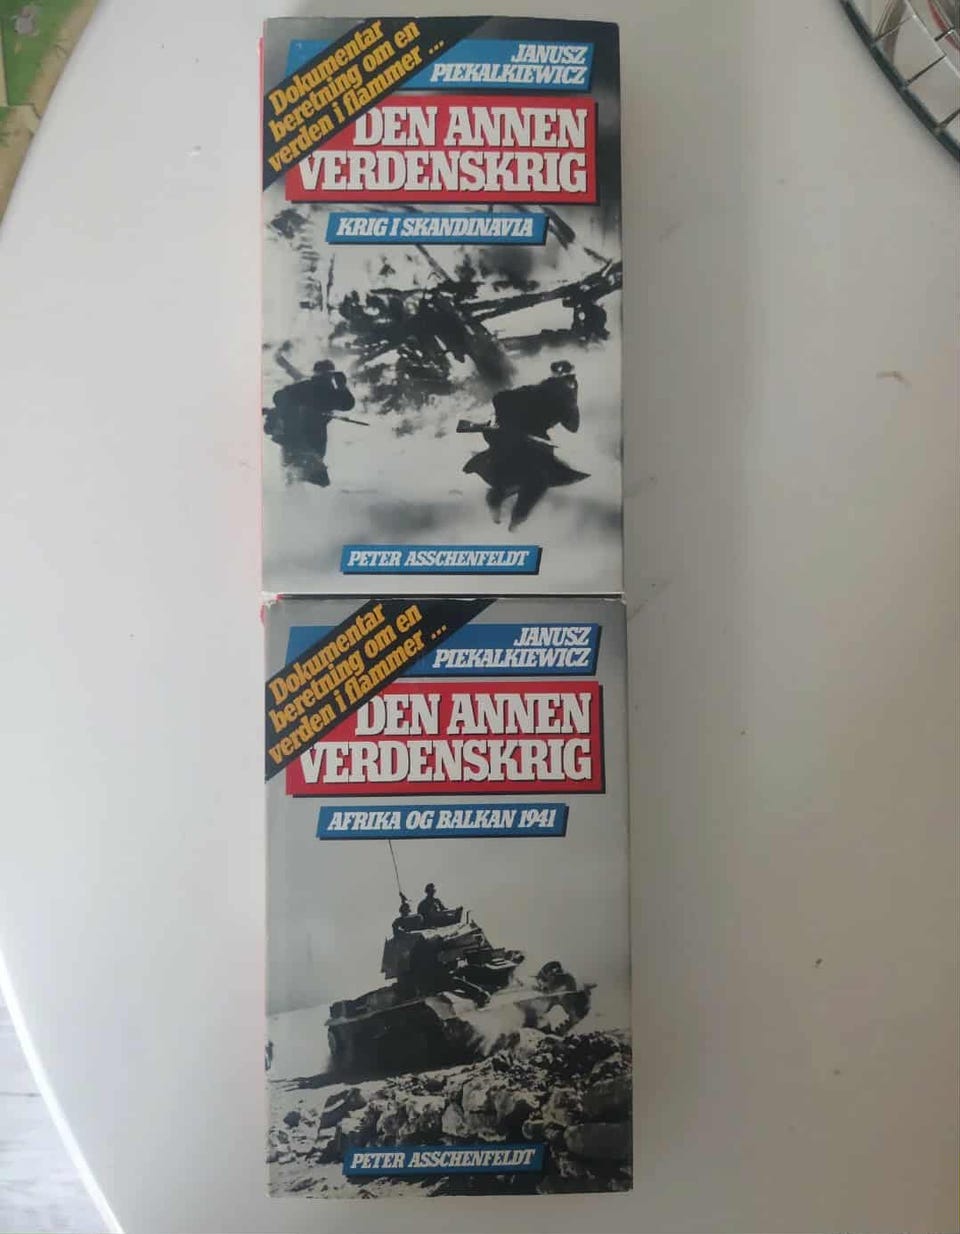 Dokumentar
beretning om en
verden i flammer ...
JANUSZ
PIEKALKIEWICZ
DEN ANNEN
VERDENSKRIG
KRIG I SKANDINAVIA
PETER ASSCHENFELDT
Dokumentar
beretning om en
verden i flammer ...
JANUSZ
PIEKALKIEWICZ
DEN ANNEN
VERDENSKRIG
AFRIKA OG BALKAN 1941
PETER ASSCHENFELDT